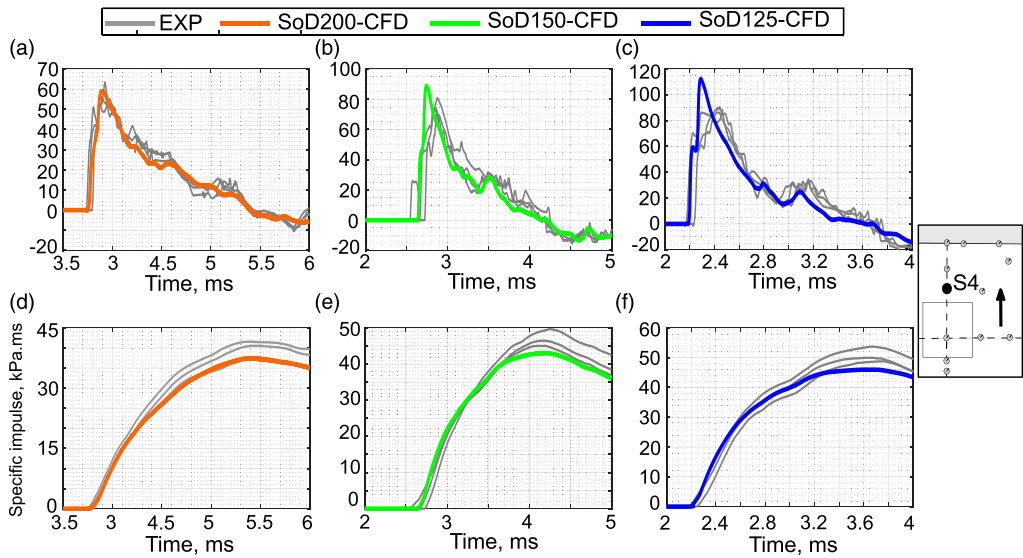 EXP SoD200-CFD SoD150-CFD SoD125-CFD
(a) (b) (c)
70 60 50 40 30 20 10 0 -20
3.5 4 4.5 5 5.5 6
Time, ms
100 80 60 40 20 0 -20
2 3 3.5 4 5
Time, ms
120 100 80 60 40 20 0 -20
2 2.4 2.8 3.2 3.6 4
Time, ms
S4
(d) (e) (f)
Specific impulse, kPa.ms
45 30 15 0
3.5 3 4.5 5 5.5 6
Time, ms
50 40 30 20 10 0
2 3 4 5
Time, ms
60 50 40 30 20 10 0
2 2.4 2.8 3.2 3.6 4
Time, ms